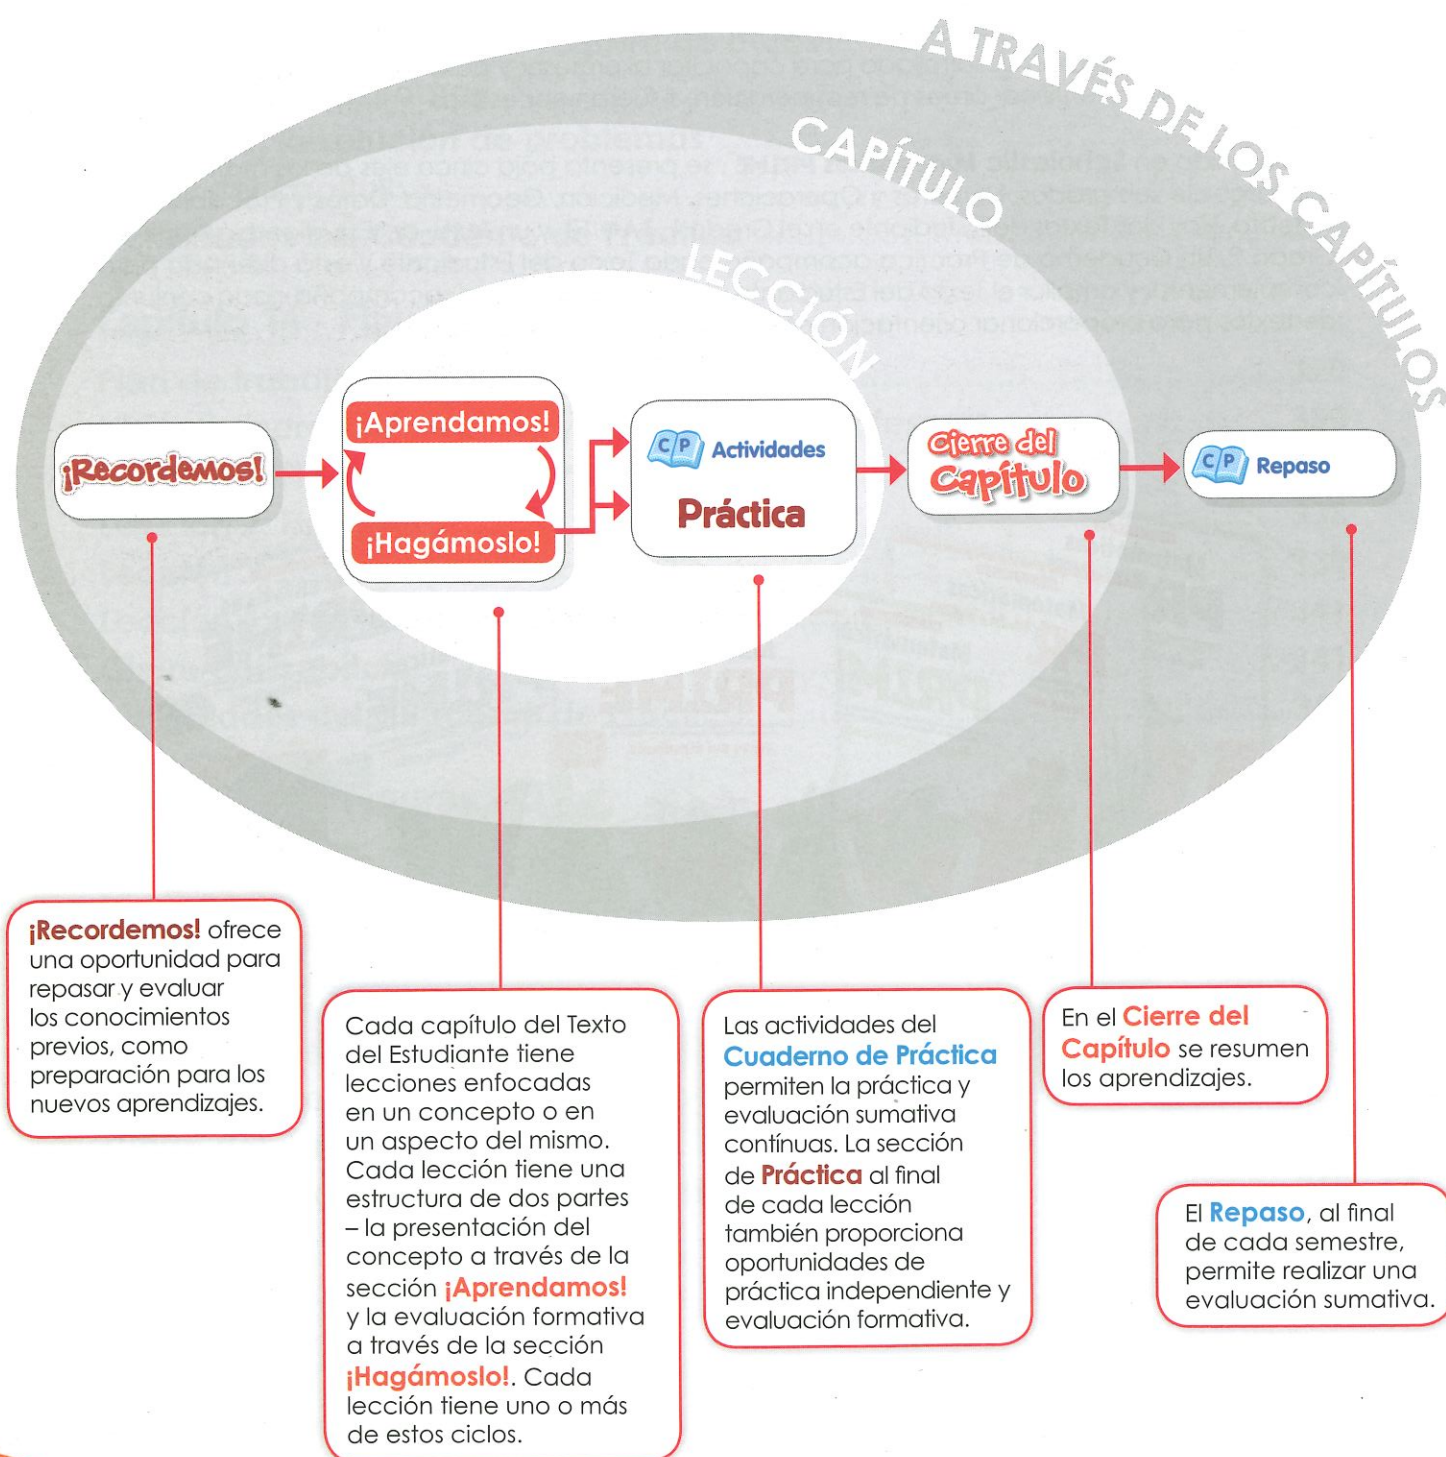 A TRAVÉS DE LOS CAPÍTULOS
CAPÍTULO
LECCIÓN
¡Recordemos!
¡Aprendamos!
¡Hagámoslo!
CP Actividades
Práctica
Cierre del
Capítulo
CP Repaso
¡Recordemos! ofrece
una oportunidad para
repasar y evaluar
los conocimientos
previos, como
preparación para los
nuevos aprendizajes.
Cada capítulo del Texto
del Estudiante tiene
lecciones enfocadas
en un concepto o en
un aspecto del mismo.
Cada lección tiene una
estructura de dos partes
– la presentación del
concepto a través de la
sección ¡Aprendamos!
y la evaluación formativa
a través de la sección
¡Hagámoslo!. Cada
lección tiene uno o más
de estos ciclos.
Las actividades del
Cuaderno de Práctica
permiten la práctica y
evaluación sumativa
contínuas. La sección
de Práctica al final
de cada lección
también proporciona
oportunidades de
práctica independiente y
evaluación formativa.
En el Cierre del
Capítulo se resumen
los aprendizajes.
El Repaso, al final
de cada semestre,
permite realizar una
evaluación sumativa.